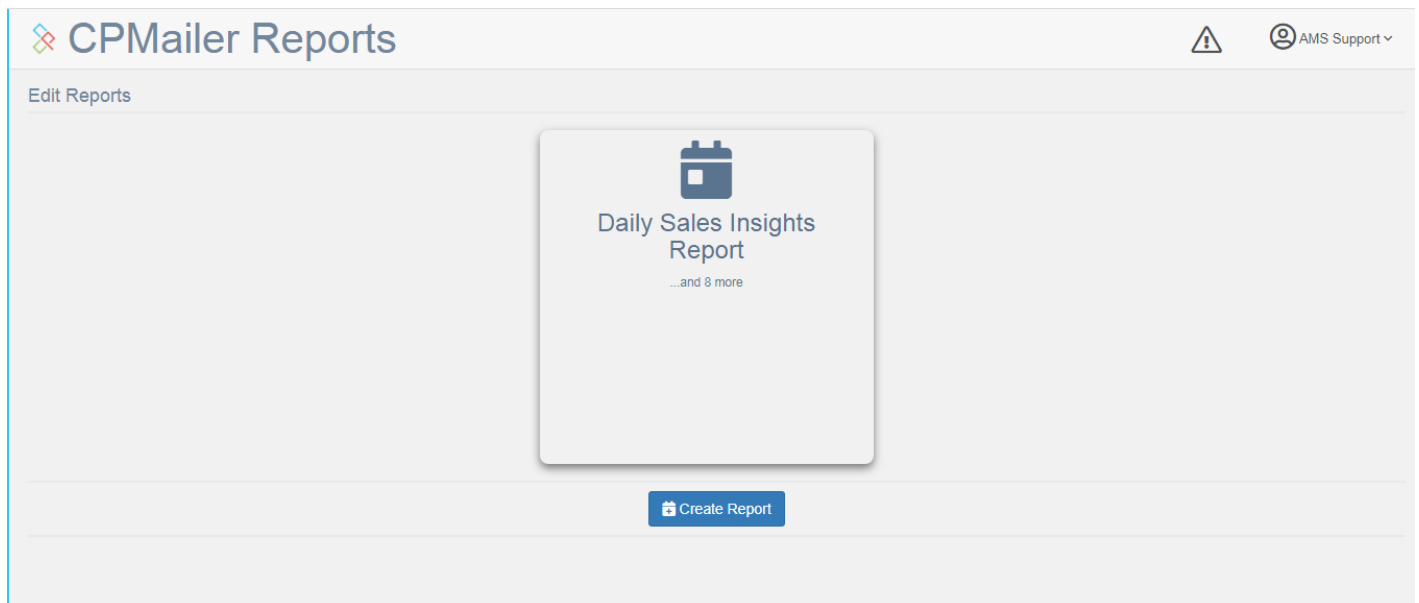 CPMailer Reports
AMS Support
Edit Reports
Daily Sales Insights
Report
...and 8 more
Create Report